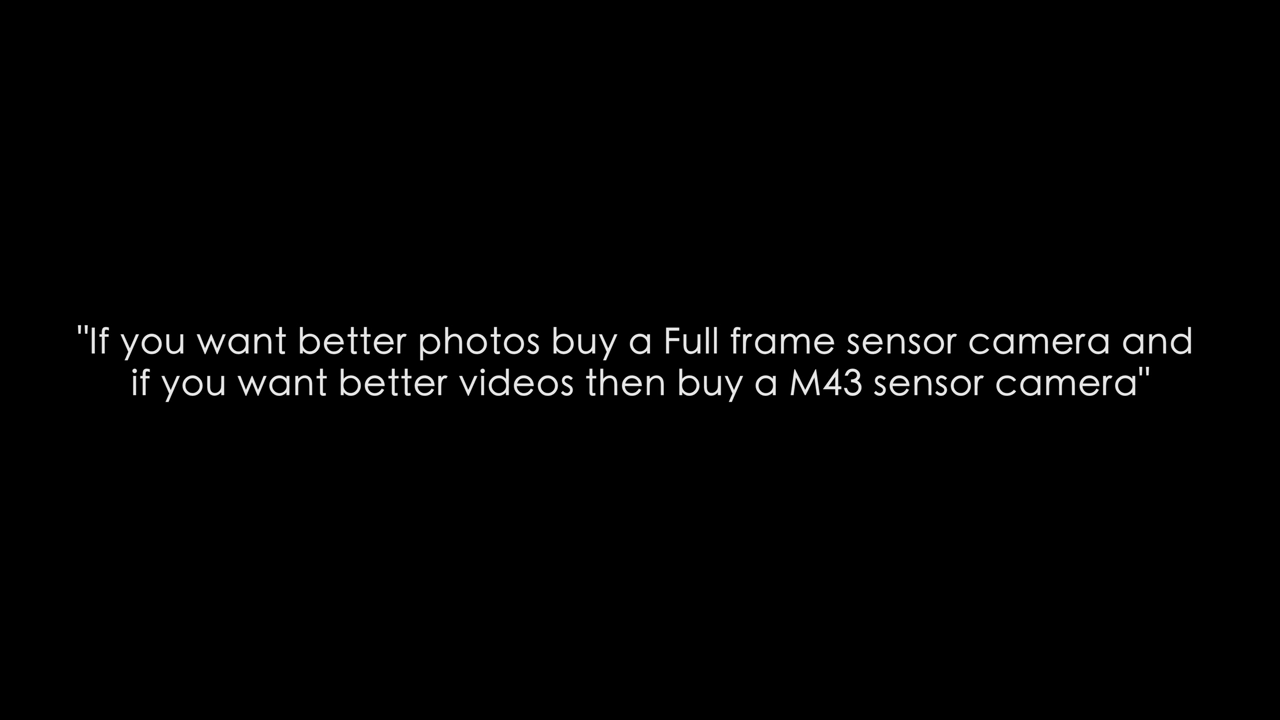 "If you want better photos buy a Full frame sensor camera and
if you want better videos then buy a M43 sensor camera"